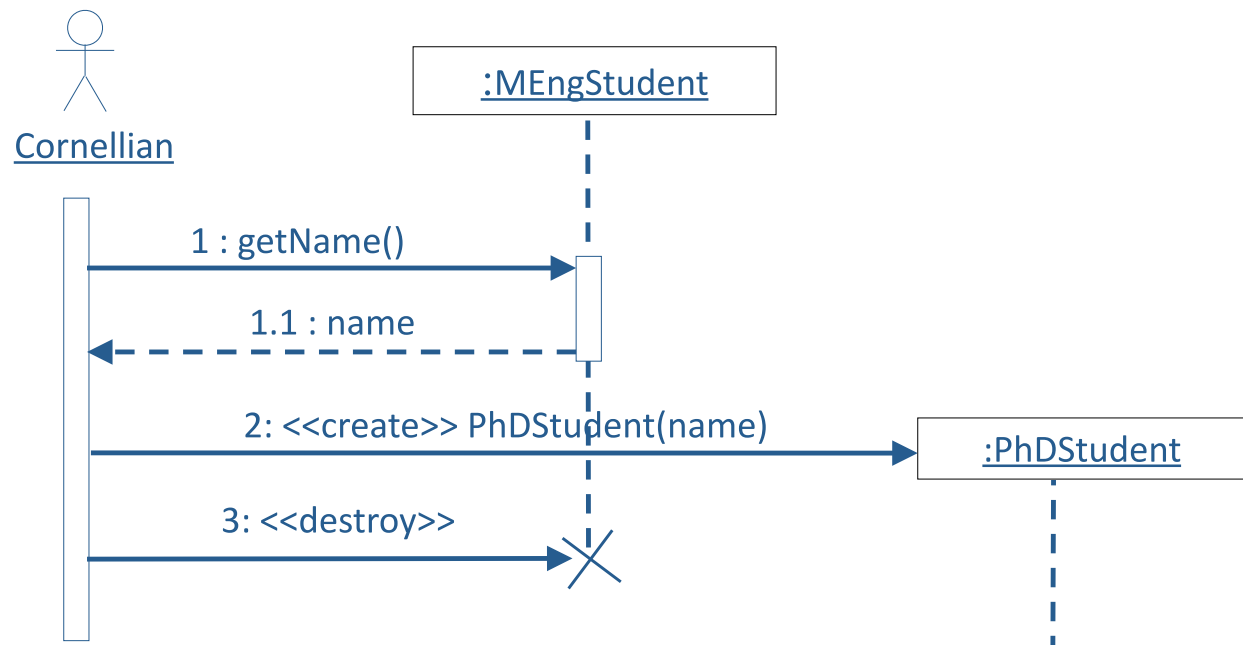 :MEngStudent
Cornellian
1 : getName()
1.1 : name
2: <<create>> PhDStudent(name)
:PhDStudent
3: <<destroy>>